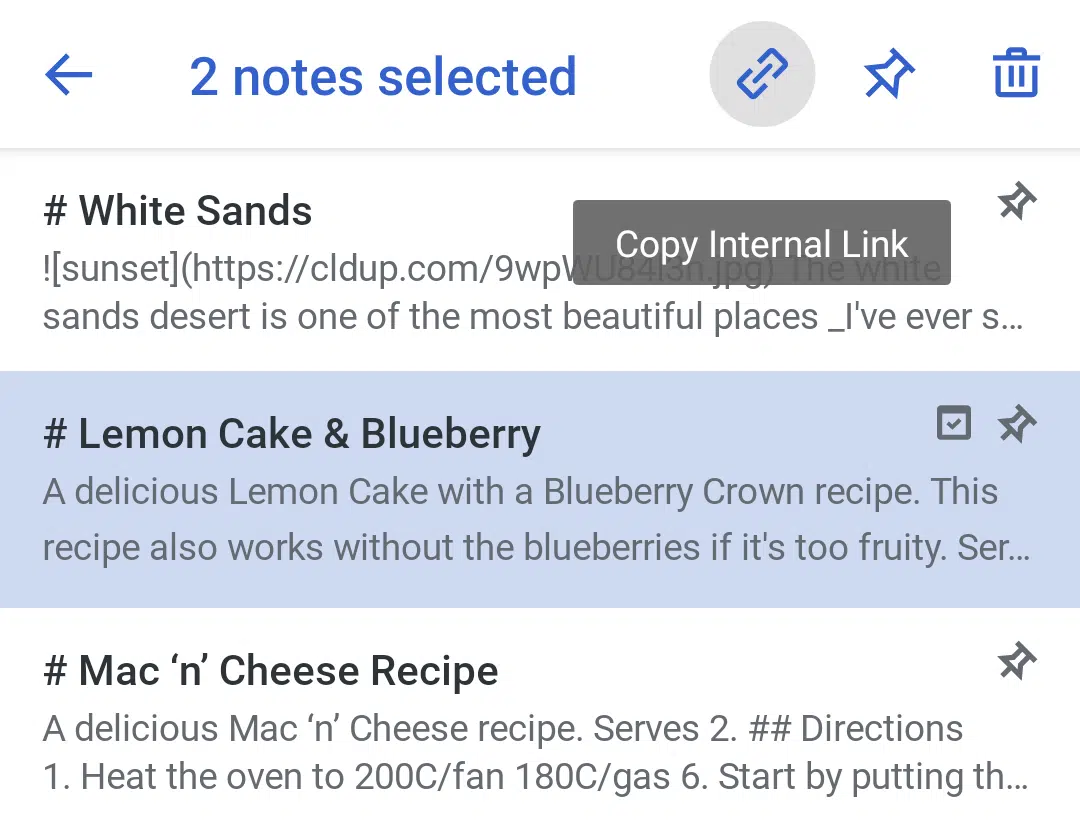 2 notes selected
# White Sands
Copy Internal Link
![sunset](https://cldup.com/9wpWU84l3n.jpg) The white
sands desert is one of the most beautiful places _I've ever s...
# Lemon Cake & Blueberry
A delicious Lemon Cake with a Blueberry Crown recipe. This
recipe also works without the blueberries if it's too fruity. Ser...
# Mac ‘n’ Cheese Recipe
A delicious Mac ‘n’ Cheese recipe. Serves 2. ## Directions
1. Heat the oven to 200C/fan 180C/gas 6. Start by putting th...